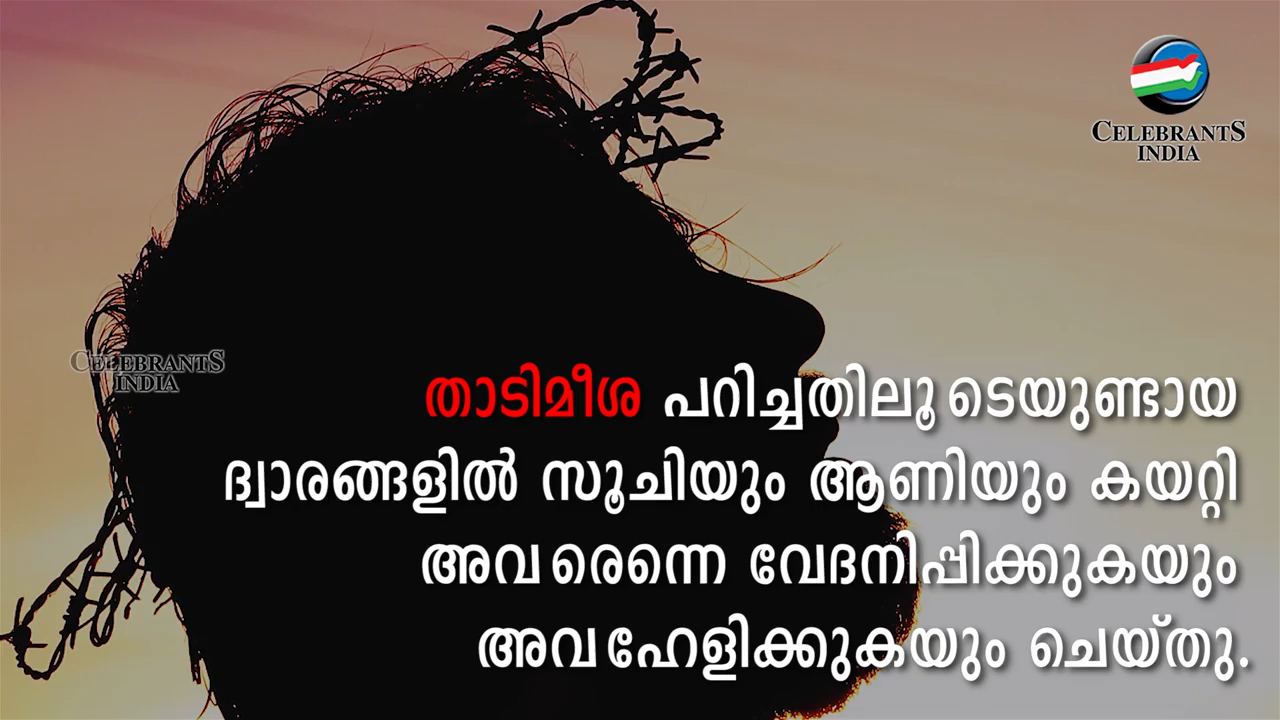 CELEBRANTS
INDIA
CELEBRANTS
INDIA
താടിമീശ പറിച്ചതിലൂടെയുണ്ടായ
ദ്വാരങ്ങളിൽ സൂചിയും ആണിയും കയറ്റി
അവരെന്നെ വേദനിപ്പിക്കുകയും
അവഹേളിക്കുകയും ചെയ്തു.